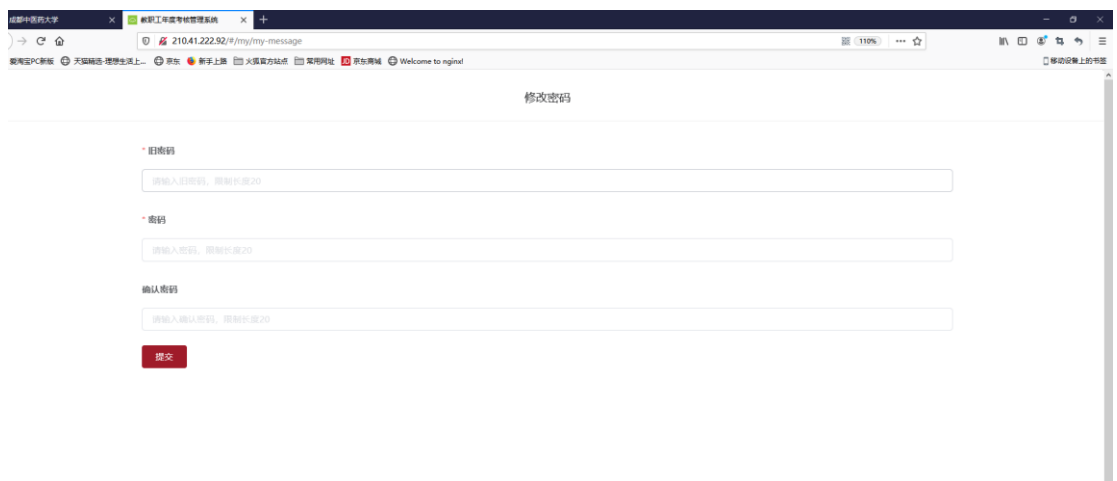 成都中医药大学
教职工年度考核管理系统
210.41.222.92/#/my/my-message
110%
爱淘宝PC新版 天猫精选-理想生活上... 京东 新手上路 火狐官方站点 常用网址 JD 京东商城 Welcome to nginx!
移动设备上的书签
修改密码
* 旧密码
请输入旧密码，限制长度20
* 密码
请输入密码，限制长度20
确认密码
请输入确认密码，限制长度20
提交